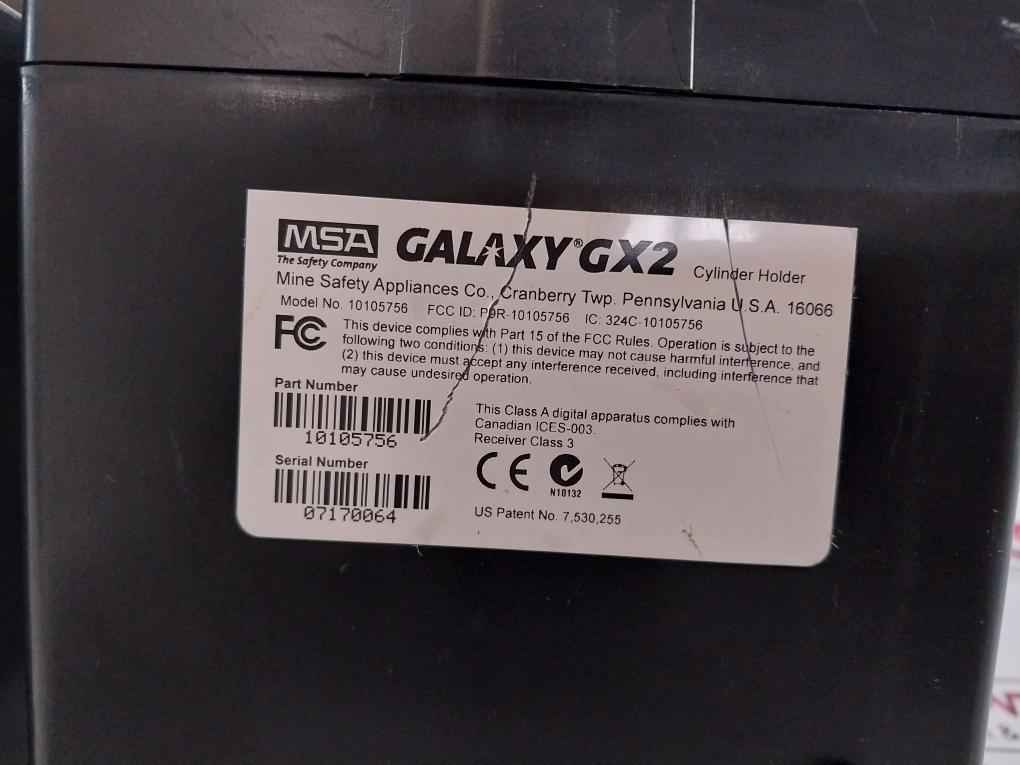 MSA
The Safety Company
GALAXY® GX2 Cylinder Holder
Mine Safety Appliances Co., Cranberry Twp. Pennsylvania U.S.A. 16066
Model No. 10105756 FCC ID: P9R-10105756 IC: 324C-10105756
FC This device complies with Part 15 of the FCC Rules. Operation is subject to the
following two conditions: (1) this device may not cause harmful interference, and
(2) this device must accept any interference received, including interference that
may cause undesired operation.
Part Number
10105756
Serial Number
07170064
This Class A digital apparatus complies with
Canadian ICES-003.
Receiver Class 3
CE
N10132
US Patent No. 7,530,255